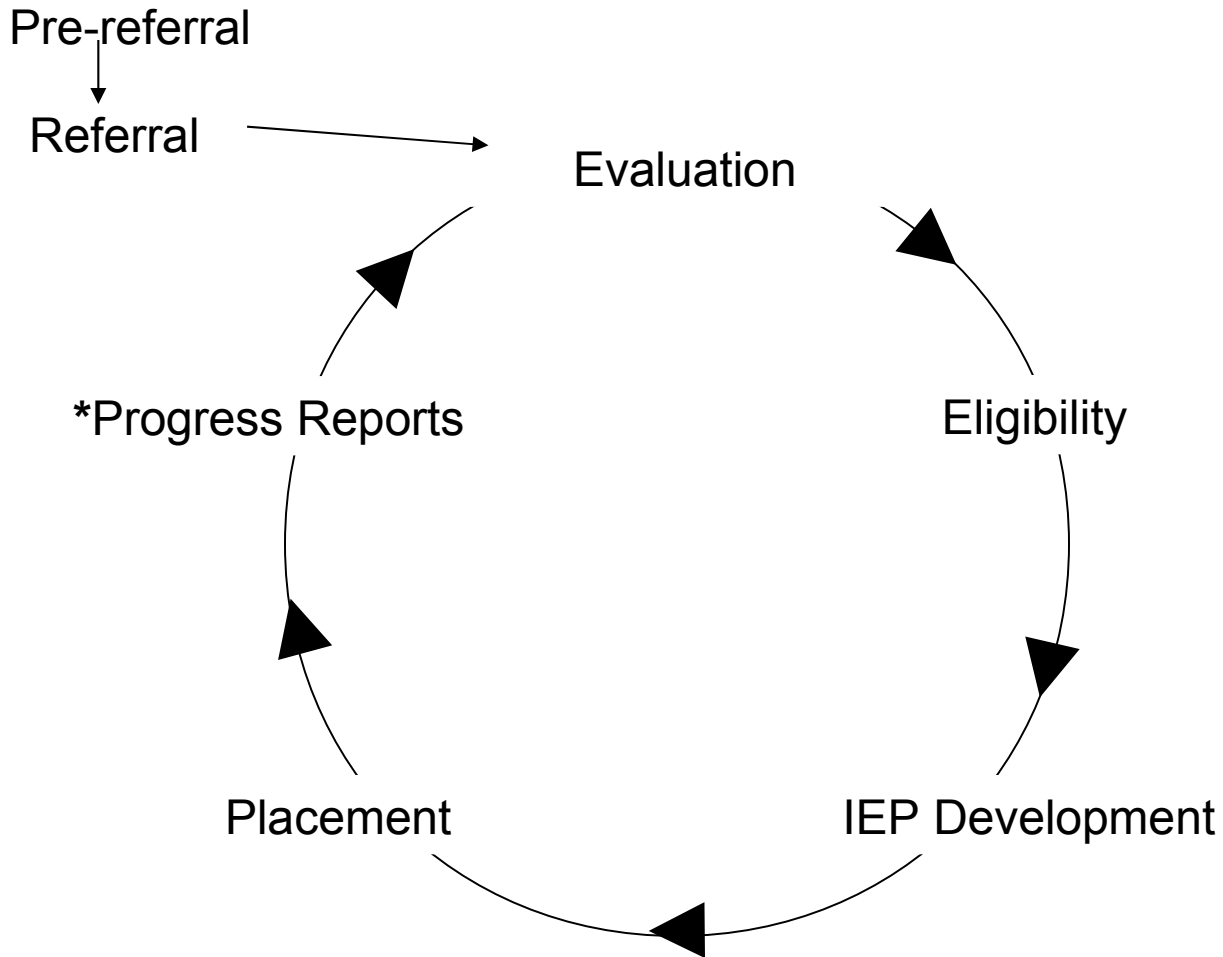 Pre-referral
Referral
Evaluation
*Progress Reports
Eligibility
Placement
IEP Development